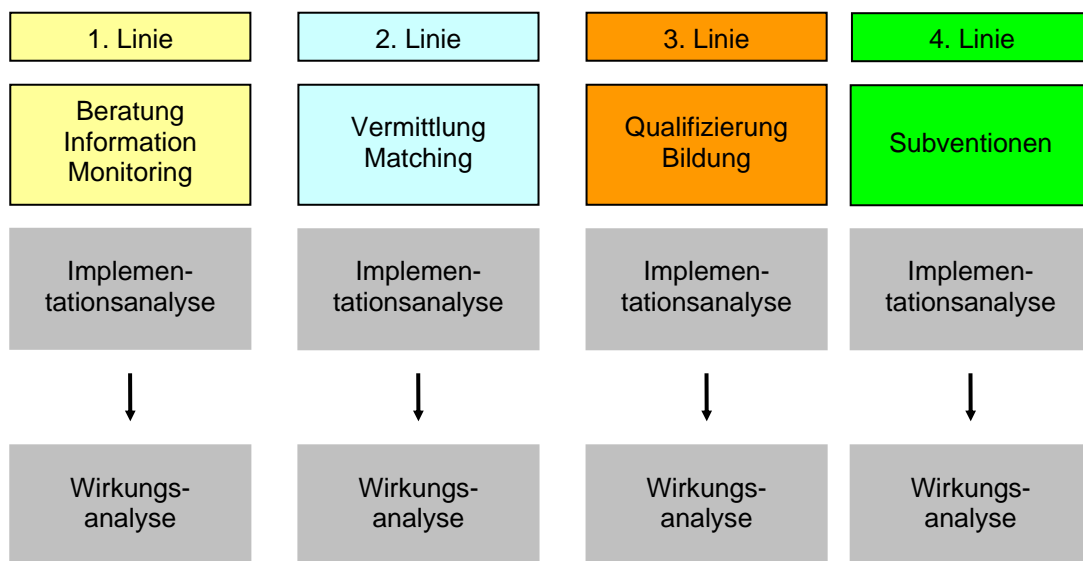 1. Linie
2. Linie
3. Linie
4. Linie
Beratung
Information
Monitoring
Vermittlung
Matching
Qualifizierung
Bildung
Subventionen
Implemen-
tationsanalyse
Implemen-
tationsanalyse
Implemen-
tationsanalyse
Implemen-
tationsanalyse
Wirkungs-
analyse
Wirkungs-
analyse
Wirkungs-
analyse
Wirkungs-
analyse